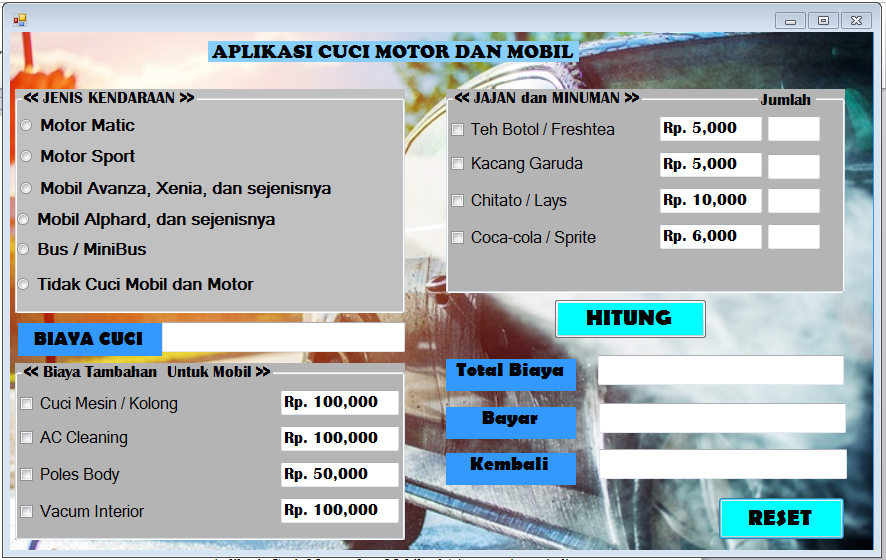 APLIKASI CUCI MOTOR DAN MOBIL
<< JENIS KENDARAAN >>
Motor Matic
Motor Sport
Mobil Avanza, Xenia, dan sejenisnya
Mobil Alphard, dan sejenisnya
Bus / MiniBus
Tidak Cuci Mobil dan Motor
BIAYA CUCI
<< Biaya Tambahan Untuk Mobil >>
Cuci Mesin / Kolong Rp. 100,000
AC Cleaning Rp. 100,000
Poles Body Rp. 50,000
Vacum Interior Rp. 100,000
<< JAJAN dan MINUMAN >> Jumlah
Teh Botol / Freshtea Rp. 5,000
Kacang Garuda Rp. 5,000
Chitato / Lays Rp. 10,000
Coca-cola / Sprite Rp. 6,000
HITUNG
Total Biaya
Bayar
Kembali
RESET